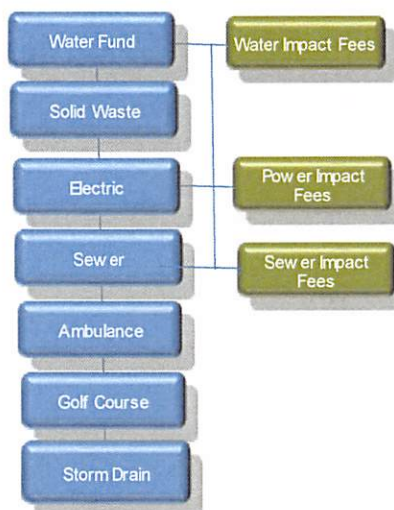 Water Fund
Water Impact Fees
Solid Waste
Electric
Power Impact
Fees
Sewer
Sewer Impact
Fees
Ambulance
Golf Course
Storm Drain